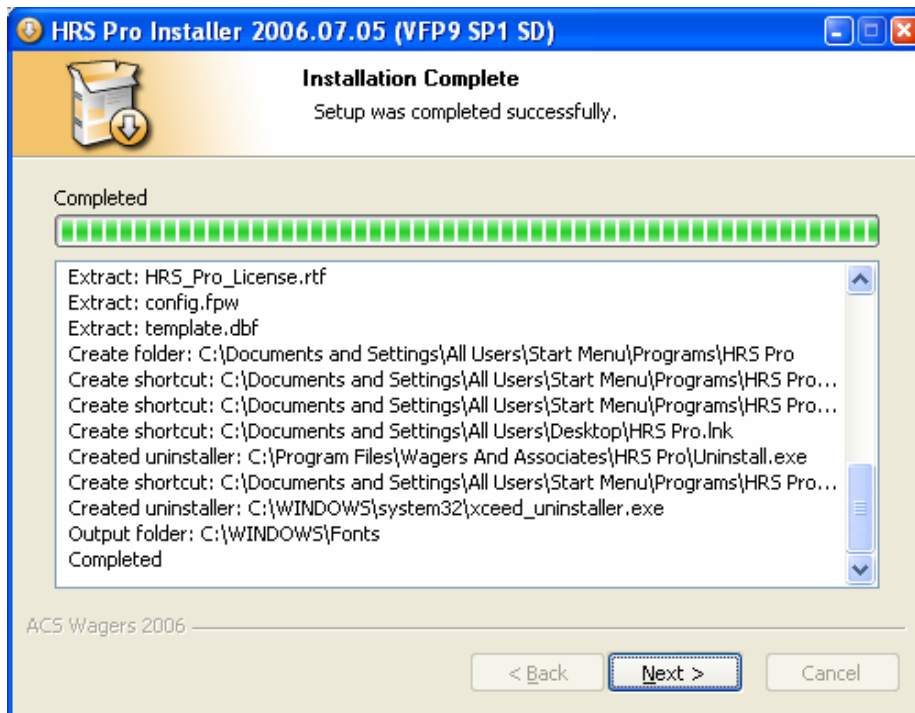 HRS Pro Installer 2006.07.05 (VFP9 SP1 SD)
Installation Complete
Setup was completed successfully.
Completed
Extract: HRS_Pro_License.rtf
Extract: config.fpw
Extract: template.dbf
Create folder: C:\Documents and Settings\All Users\Start Menu\Programs\HRS Pro
Create shortcut: C:\Documents and Settings\All Users\Start Menu\Programs\HRS Pro...
Create shortcut: C:\Documents and Settings\All Users\Start Menu\Programs\HRS Pro...
Create shortcut: C:\Documents and Settings\All Users\Desktop\HRS Pro.lnk
Created uninstaller: C:\Program Files\Wagers And Associates\HRS Pro\Uninstall.exe
Create shortcut: C:\Documents and Settings\All Users\Start Menu\Programs\HRS Pro...
Created uninstaller: C:\WINDOWS\system32\xceed_uninstaller.exe
Output folder: C:\WINDOWS\Fonts
Completed
ACS Wagers 2006
< Back
Next >
Cancel